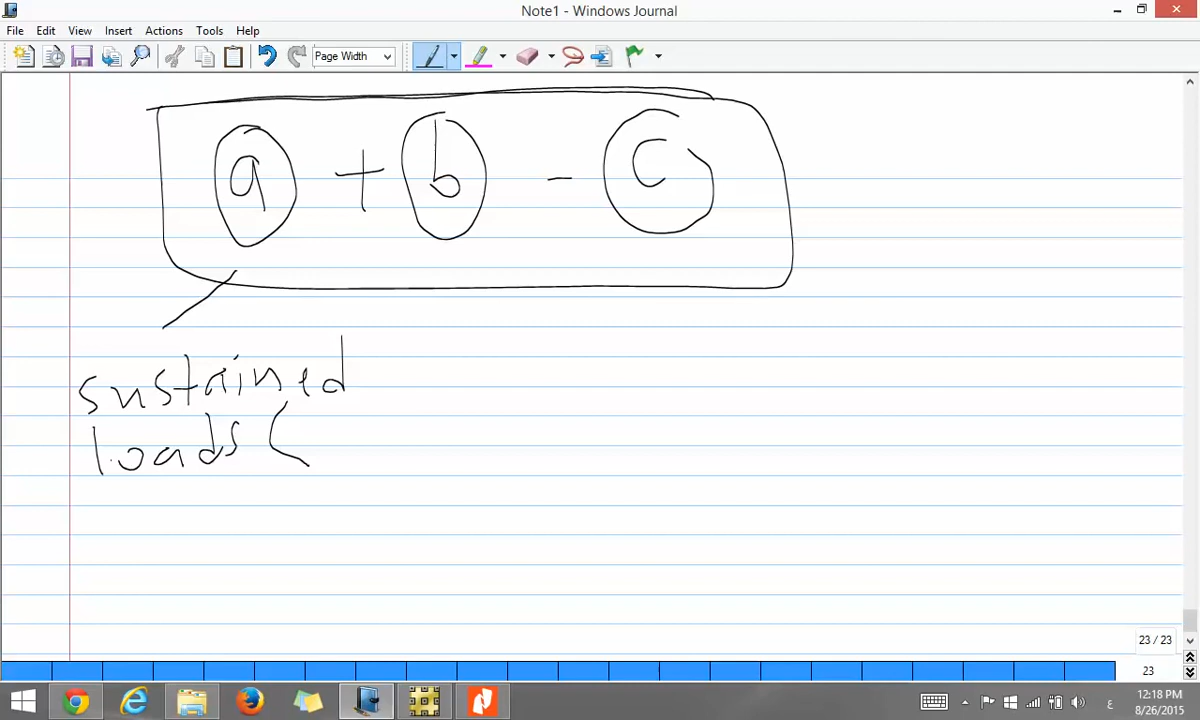 Note1 - Windows Journal
File Edit View Insert Actions Tools Help
Page Width
a + b - c
sustained
loads (
23 / 23
23
12:18 PM
8/26/2015
ع